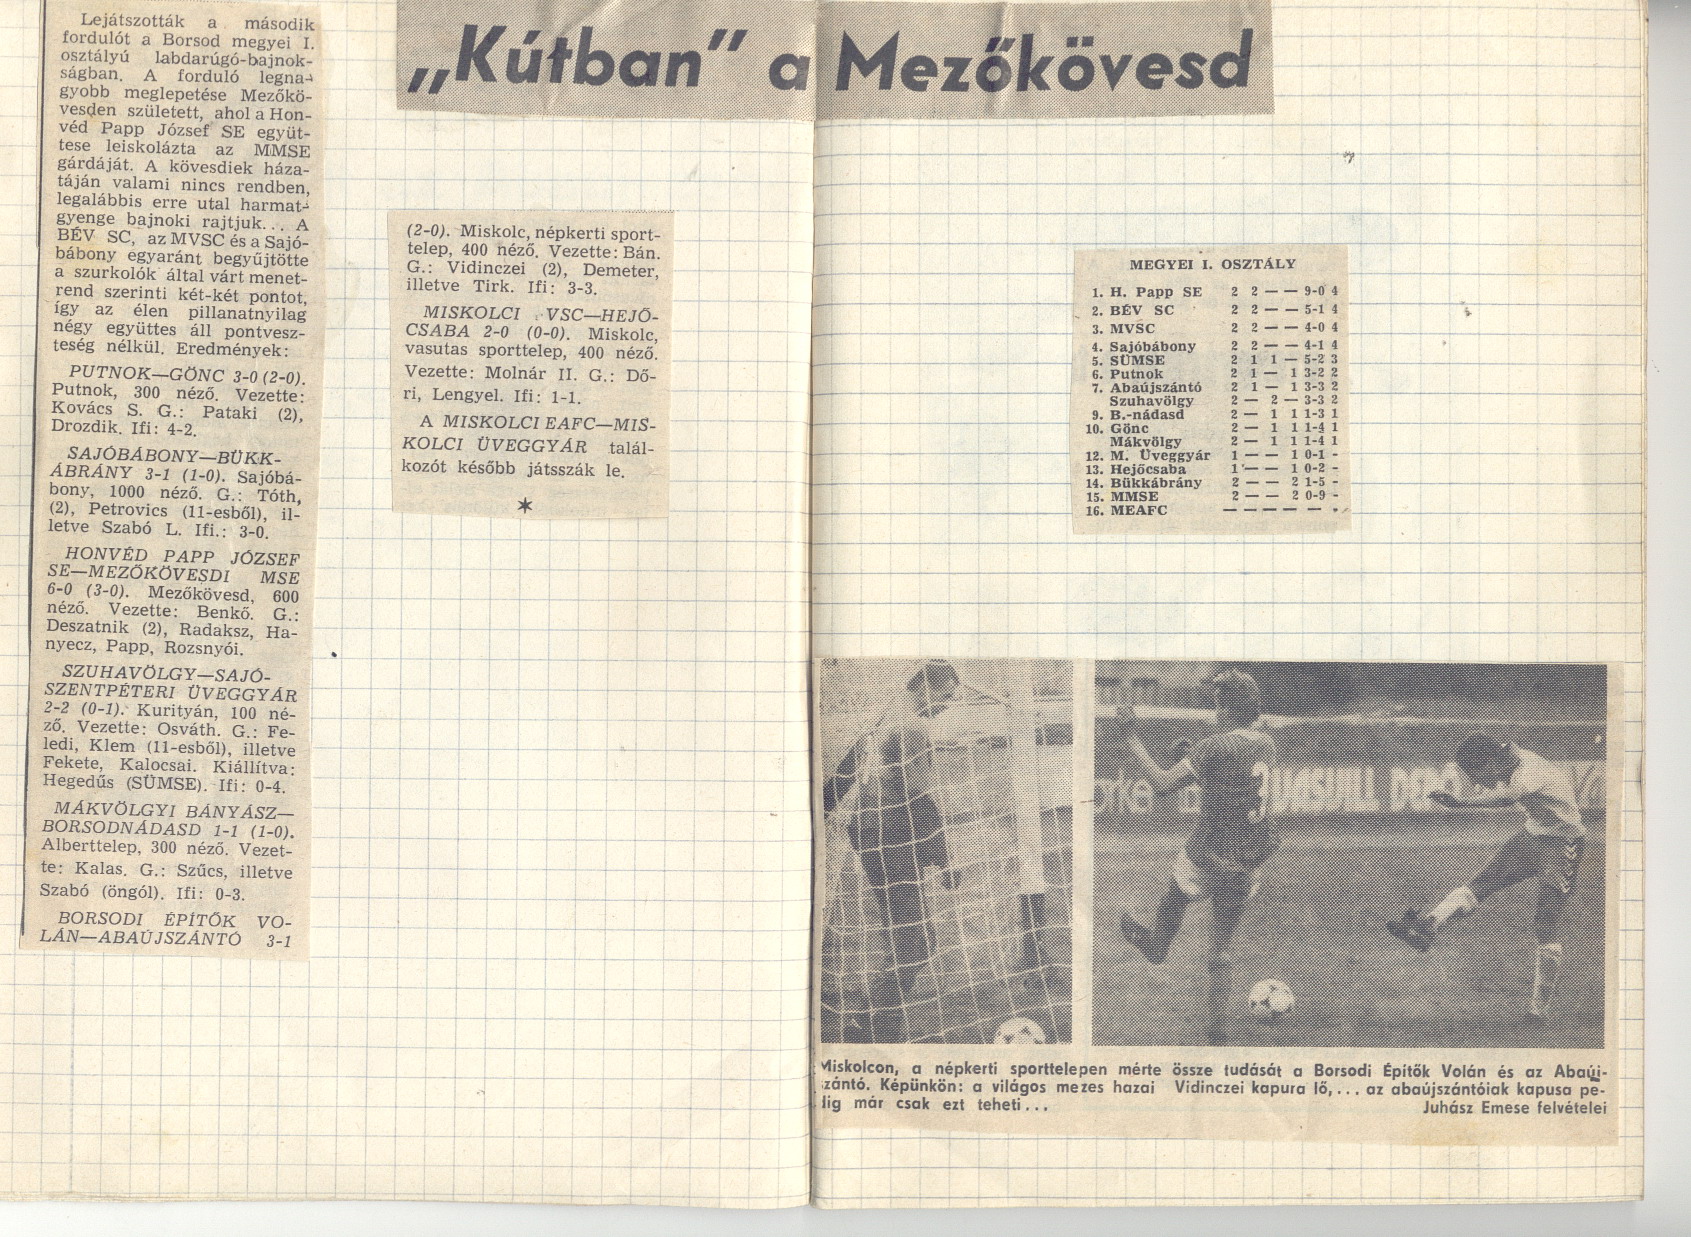 „Kútban” a Mezőkövesd
Lejátszották a második
fordulót a Borsod megyei I.
osztályú labdarúgó-bajnok-
ságban. A forduló legna-
gyobb meglepetése Mezőkö-
vesden született, ahol a Hon-
véd Papp József SE együt-
tese leiskolázta az MMSE
gárdáját. A kövesdiek háza-
táján valami nincs rendben,
legalábbis erre utal harmat-
gyenge bajnoki rajtjuk... A
BÉV SC, az MVSC és a Sajó-
bábony egyaránt begyűjtötte
a szurkolók által várt menet-
rend szerinti két-két pontot,
így az élen pillanatnyilag
négy együttes áll pontvesz-
teség nélkül. Eredmények:
PUTNOK—GÖNC 3-0 (2-0).
Putnok, 300 néző. Vezette:
Kovács S. G.: Pataki (2),
Drozdik. Ifi: 4-2.
SAJÓBÁBONY—BÜKK-
ÁBRÁNY 3-1 (1-0). Sajóbá-
bony, 1000 néző. G.: Tóth,
(2), Petrovics (11-esből), il-
letve Szabó L. Ifi.: 3-0.
HONVÉD PAPP JÓZSEF
SE—MEZŐKÖVESDI MSE
6-0 (3-0). Mezőkövesd, 600
néző. Vezette: Benkő. G.:
Deszatnik (2), Radaksz, Ha-
nyecz, Papp, Rozsnyói.
SZUHAVÖLGY—SAJÓ-
SZENTPÉTERI ÜVEGGYÁR
2-2 (0-1). Kurityán, 100 né-
ző. Vezette: Osváth. G.: Fe-
ledi, Klem (11-esből), illetve
Fekete, Kalocsai. Kiállítva:
Hegedűs (SÜMSE). Ifi: 0-4.
MÁKVÖLGYI BÁNYÁSZ—
BORSODNÁDASD 1-1 (1-0).
Alberttelep, 300 néző. Vezet-
te: Kalas. G.: Szűcs, illetve
Szabó (öngól). Ifi: 0-3.
BORSODI ÉPÍTŐK VO-
LÁN—ABAÚJSZÁNTÓ 3-1
(2-0). Miskolc, népkerti sport-
telep, 400 néző. Vezette: Bán.
G.: Vidinczei (2), Demeter,
illetve Tirk. Ifi: 3-3.
MISKOLCI VSC—HEJŐ-
CSABA 2-0 (0-0). Miskolc,
vasutas sporttelep, 400 néző.
Vezette: Molnár II. G.: Dő-
ri, Lengyel. Ifi: 1-1.
A MISKOLCI EAFC—MIS-
KOLCI ÜVEGGYÁR talál-
kozót később játsszák le.
MEGYEI I. OSZTÁLY
1. H. Papp SE 2 2 — — 9-0 4
2. BÉV SC 2 2 — — 5-1 4
3. MVSC 2 2 — — 4-0 4
4. Sajóbábony 2 2 — — 4-1 4
5. SÜMSE 2 1 1 — 5-2 3
6. Putnok 2 1 — 1 3-2 2
7. Abaújszántó 2 1 — 1 3-3 2
Szuhavölgy 2 — 2 — 3-3 2
9. B.-nádasd 2 — 1 1 1-3 1
10. Gönc 2 — 1 1 1-4 1
Mákvölgy 2 — 1 1 1-4 1
12. M. Üveggyár 1 — — 1 0-1 -
13. Hejőcsaba 1 — — 1 0-2 -
14. Bükkábrány 2 — — 2 1-5 -
15. MMSE 2 — — 2 0-9 -
16. MEAFC — — — — — -
3
Miskolcon, a népkerti sporttelepen mérte össze tudását a Borsodi Építők Volán és az Abaúj-
szántó. Képünkön: a világos mezes hazai Vidinczei kapura lő,... az abaújszántóiak kapusa pe-
dig már csak ezt teheti...
Juhász Emese felvételei